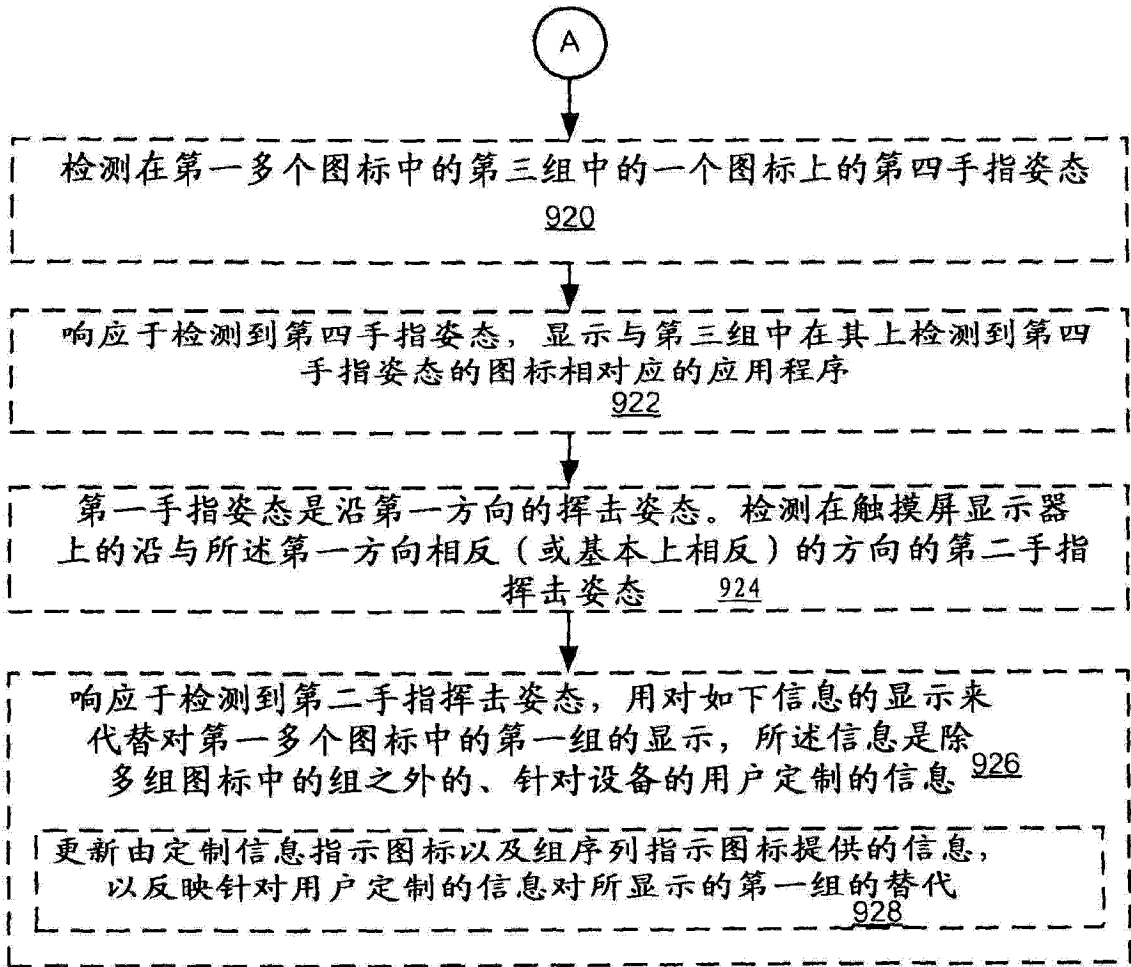 A
检测在第一多个图标中的第三组中的一个图标上的第四手指姿态
920
响应于检测到第四手指姿态，显示与第三组中在其上检测到第四
手指姿态的图标相对应的应用程序
922
第一手指姿态是沿第一方向的挥击姿态。检测在触摸屏显示器
上的沿与所述第一方向相反（或基本上相反）的方向的第二手指
挥击姿态 924
响应于检测到第二手指挥击姿态，用对如下信息的显示来
代替对第一多个图标中的第一组的显示，所述信息是除
多组图标中的组之外的、针对设备的用户定制的信息 926
更新由定制信息指示图标以及组序列指示图标提供的信息，
以反映针对用户定制的信息对所显示的第一组的替代
928